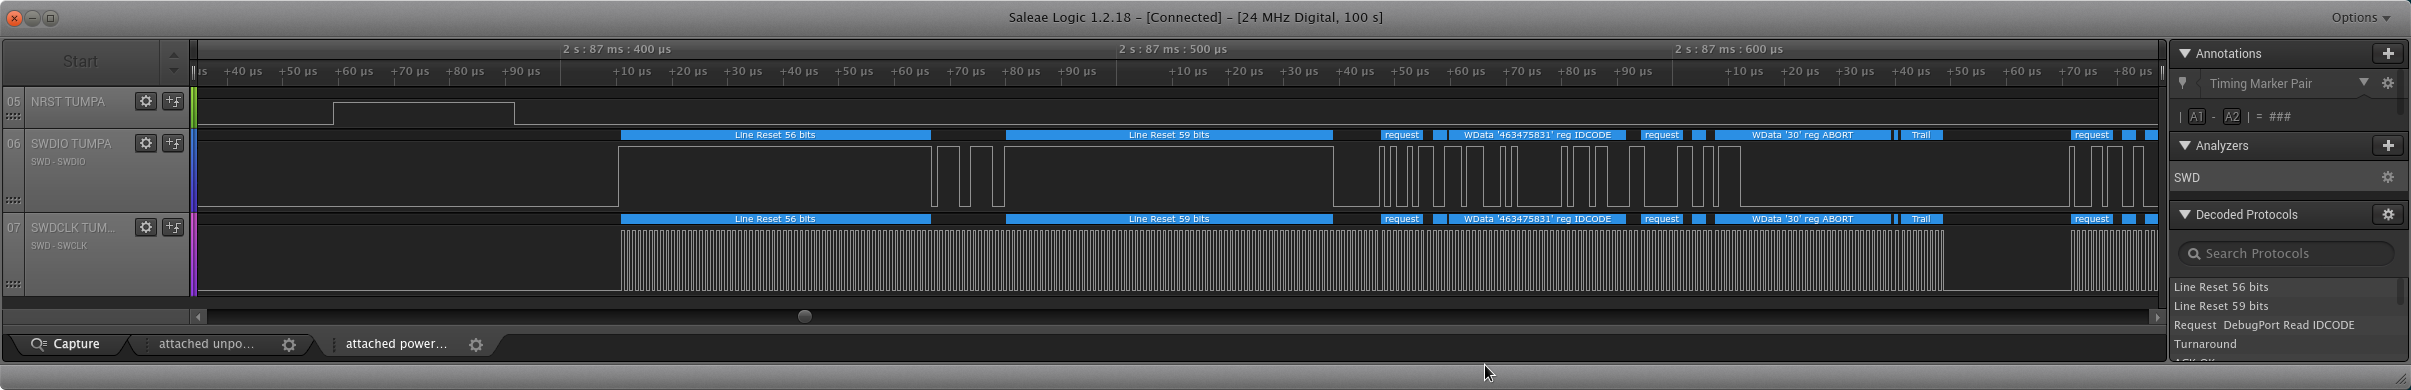 Saleae Logic 1.2.18 – [Connected] – [24 MHz Digital, 100 s]
Options
Start
2 s : 87 ms : 400 µs
2 s : 87 ms : 500 µs
2 s : 87 ms : 600 µs
µs +40 µs +50 µs +60 µs +70 µs +80 µs +90 µs +10 µs +20 µs +30 µs +40 µs +50 µs +60 µs +70 µs +80 µs +90 µs +10 µs +20 µs +30 µs +40 µs +50 µs +60 µs +70 µs +80 µs +90 µs +10 µs +20 µs +30 µs +40 µs +50 µs +60 µs +70 µs +80 µs
05 NRST TUMPA
06 SWDIO TUMPA
SWD - SWDIO
Line Reset 56 bits Line Reset 59 bits request WData '463475831' reg IDCODE request WData '30' reg ABORT Trail request
07 SWDCLK TUM...
SWD - SWCLK
Line Reset 56 bits Line Reset 59 bits request WData '463475831' reg IDCODE request WData '30' reg ABORT Trail request
Capture
attached unpo...
attached power...
Annotations
Timing Marker Pair
| A1 - A2 | = ###
Analyzers
SWD
Decoded Protocols
Search Protocols
Line Reset 56 bits
Line Reset 59 bits
Request DebugPort Read IDCODE
Turnaround